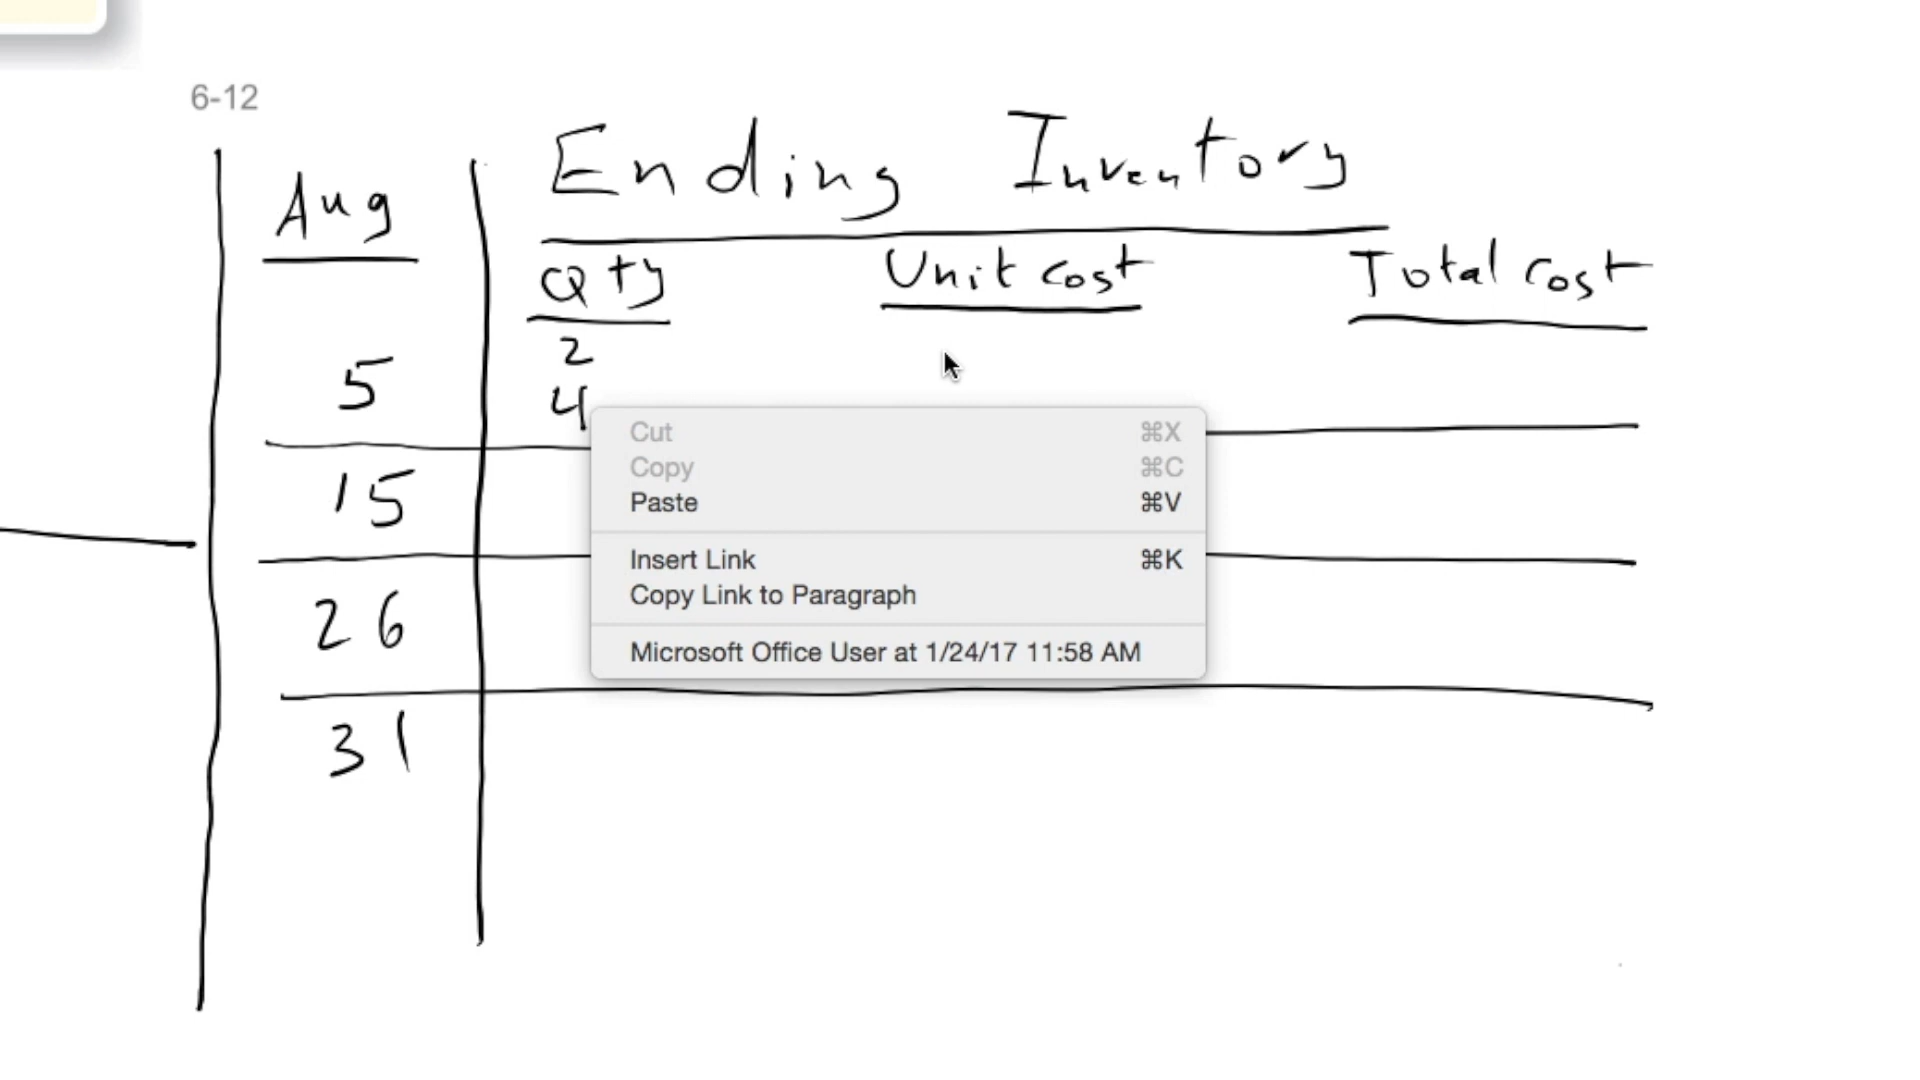 6-12
Aug
Ending Inventory
Qty Unit cost Total cost
2
5
4
Cut ⌘X
Copy ⌘C
15
Paste ⌘V
Insert Link ⌘K
Copy Link to Paragraph
26
Microsoft Office User at 1/24/17 11:58 AM
31